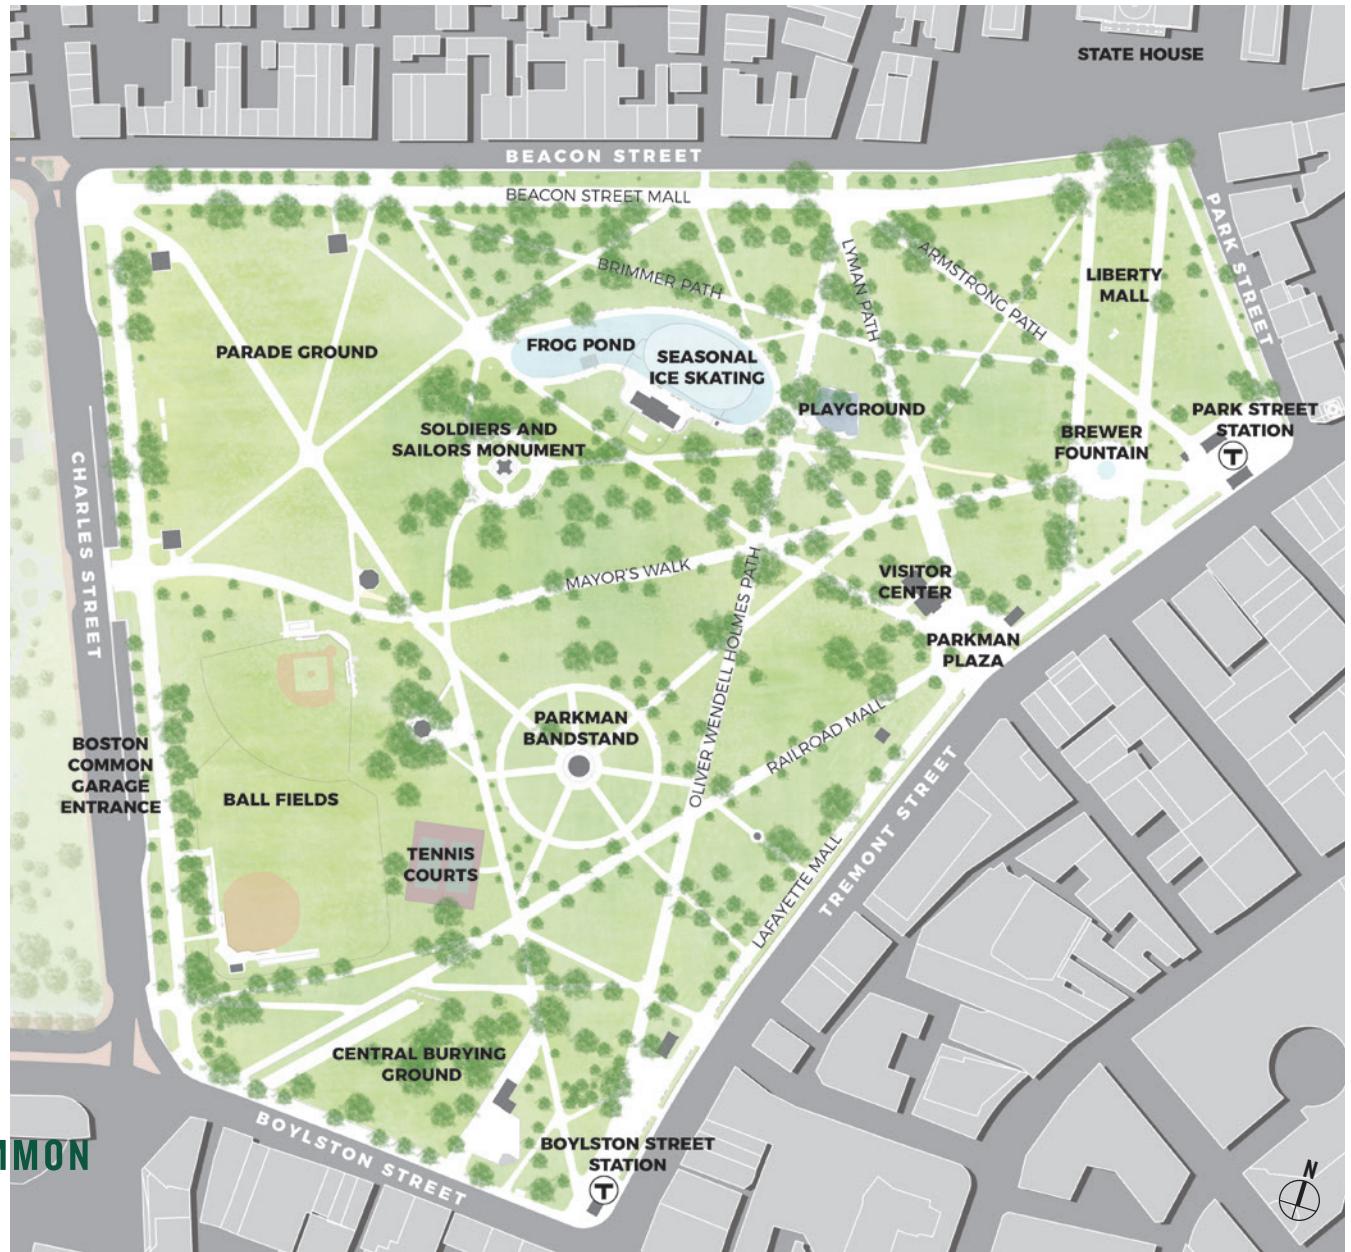 STATE HOUSE
BEACON STREET
BEACON STREET MALL
PARK STREET
BRIMMER PATH
LYMAN PATH
ARMSTRONG PATH
LIBERTY
MALL
PARADE GROUND
FROG POND
SEASONAL
ICE SKATING
PLAYGROUND
SOLDIERS AND
SAILORS MONUMENT
BREWER
FOUNTAIN
PARK STREET
STATION
T
CHARLES STREET
MAYOR'S WALK
OLIVER WENDELL HOLMES PATH
VISITOR
CENTER
PARKMAN
PLAZA
PARKMAN
BANDSTAND
RAILROAD MALL
BOSTON
COMMON
GARAGE
ENTRANCE
BALL FIELDS
TENNIS
COURTS
LAFAYETTE MALL
TREMONT STREET
CENTRAL BURYING
GROUND
BOYLSTON STREET
BOYLSTON STREET
STATION
T
MMON
N